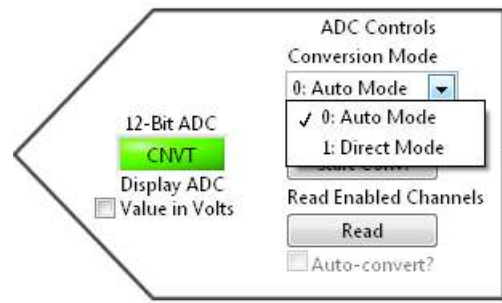 ADC Controls
Conversion Mode
0: Auto Mode
✓ 0: Auto Mode
1: Direct Mode
12-Bit ADC
CNVT
Display ADC
Value in Volts
Read Enabled Channels
Read
Auto-convert?